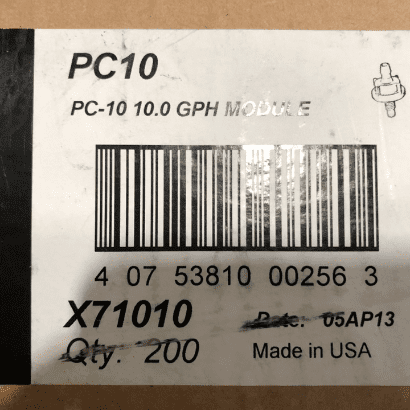 PC10
PC-10 10.0 GPH MODULE
4 07 53810 00256 3
X71010
Date: 05AP13
Qty: 200
Made in USA